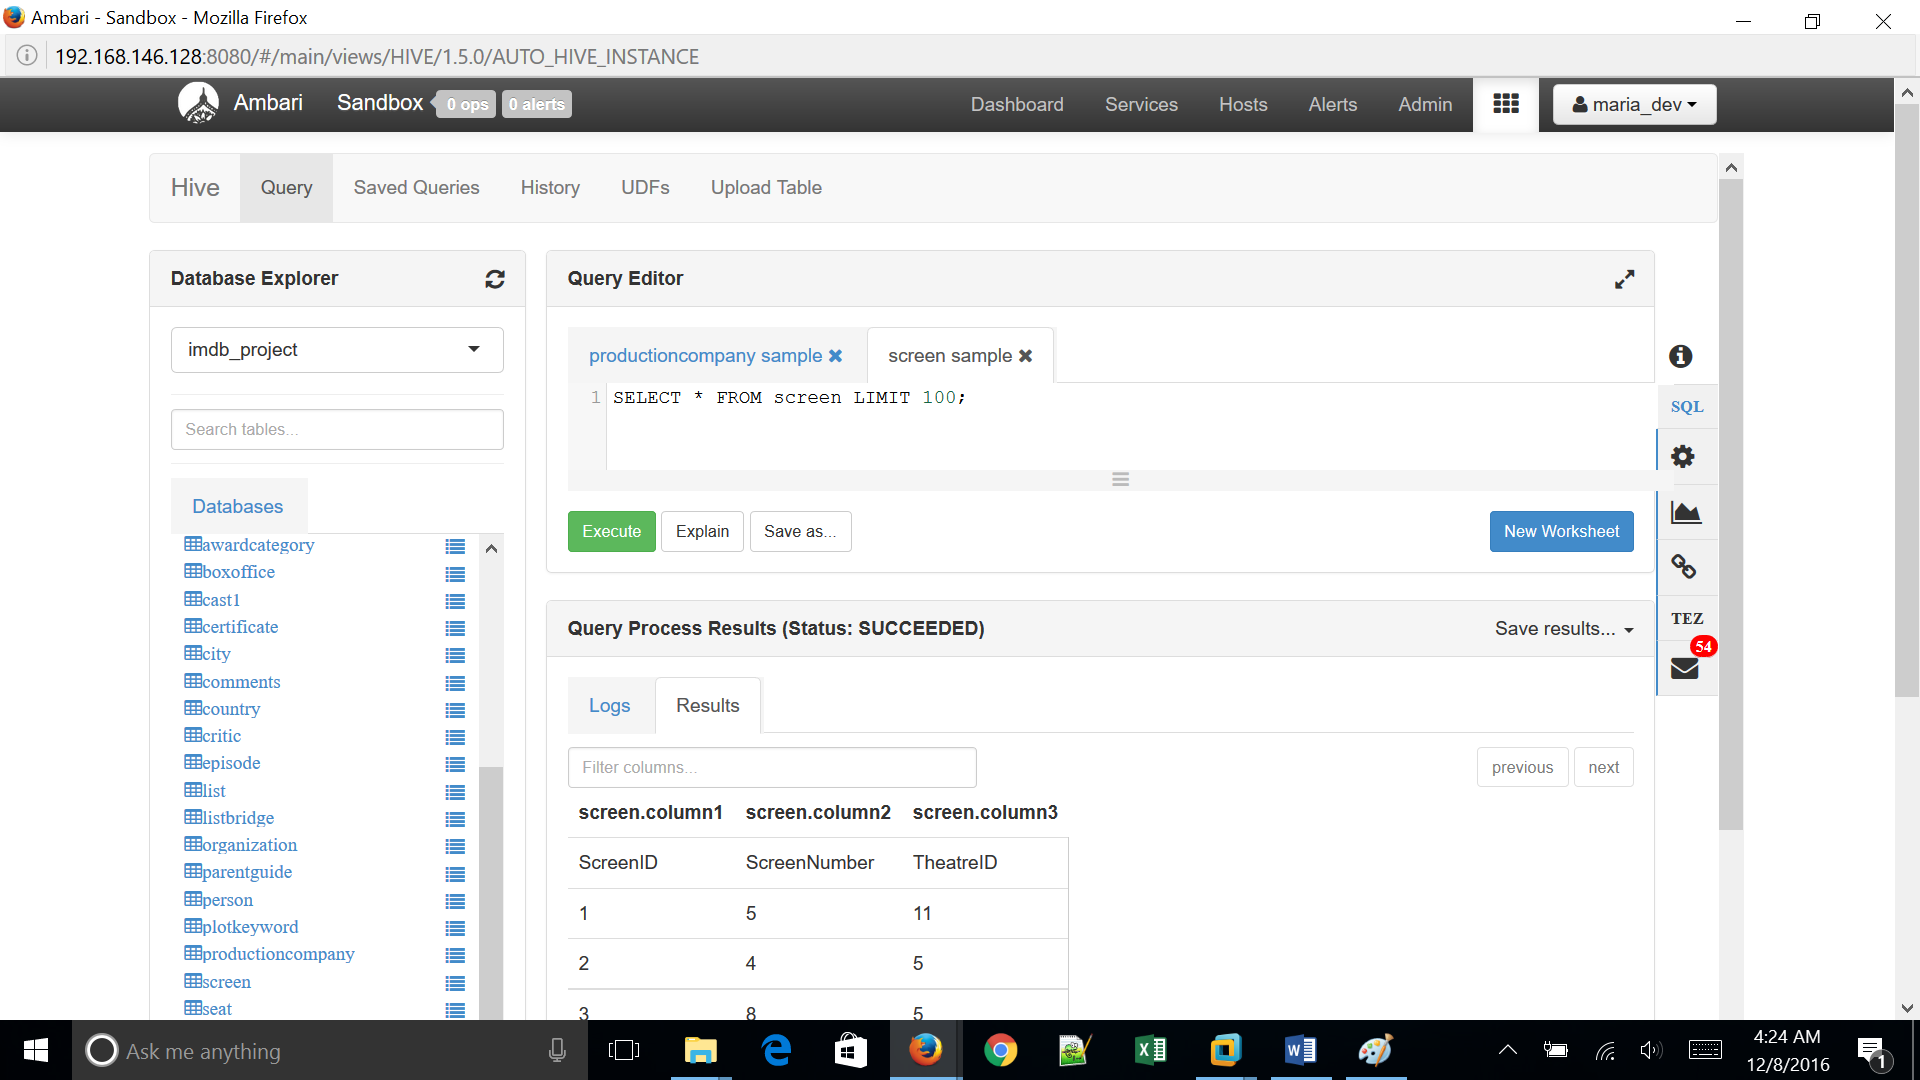 Ambari - Sandbox - Mozilla Firefox
192.168.146.128:8080/#/main/views/HIVE/1.5.0/AUTO_HIVE_INSTANCE
Ambari Sandbox 0 ops 0 alerts Dashboard Services Hosts Alerts Admin maria_dev
Hive Query Saved Queries History UDFs Upload Table
Database Explorer
imdb_project
Search tables...
Databases
awardcategory
boxoffice
cast1
certificate
city
comments
country
critic
episode
list
listbridge
organization
parentguide
person
plotkeyword
productioncompany
screen
seat
Query Editor
productioncompany sample
screen sample
1 SELECT * FROM screen LIMIT 100;
Execute Explain Save as... New Worksheet
SQL
TEZ
54
Query Process Results (Status: SUCCEEDED) Save results...
Logs Results
Filter columns... previous next
screen.column1 screen.column2 screen.column3
ScreenID ScreenNumber TheatreID
1 5 11
2 4 5
3 8 5
Ask me anything
4:24 AM
12/8/2016
1